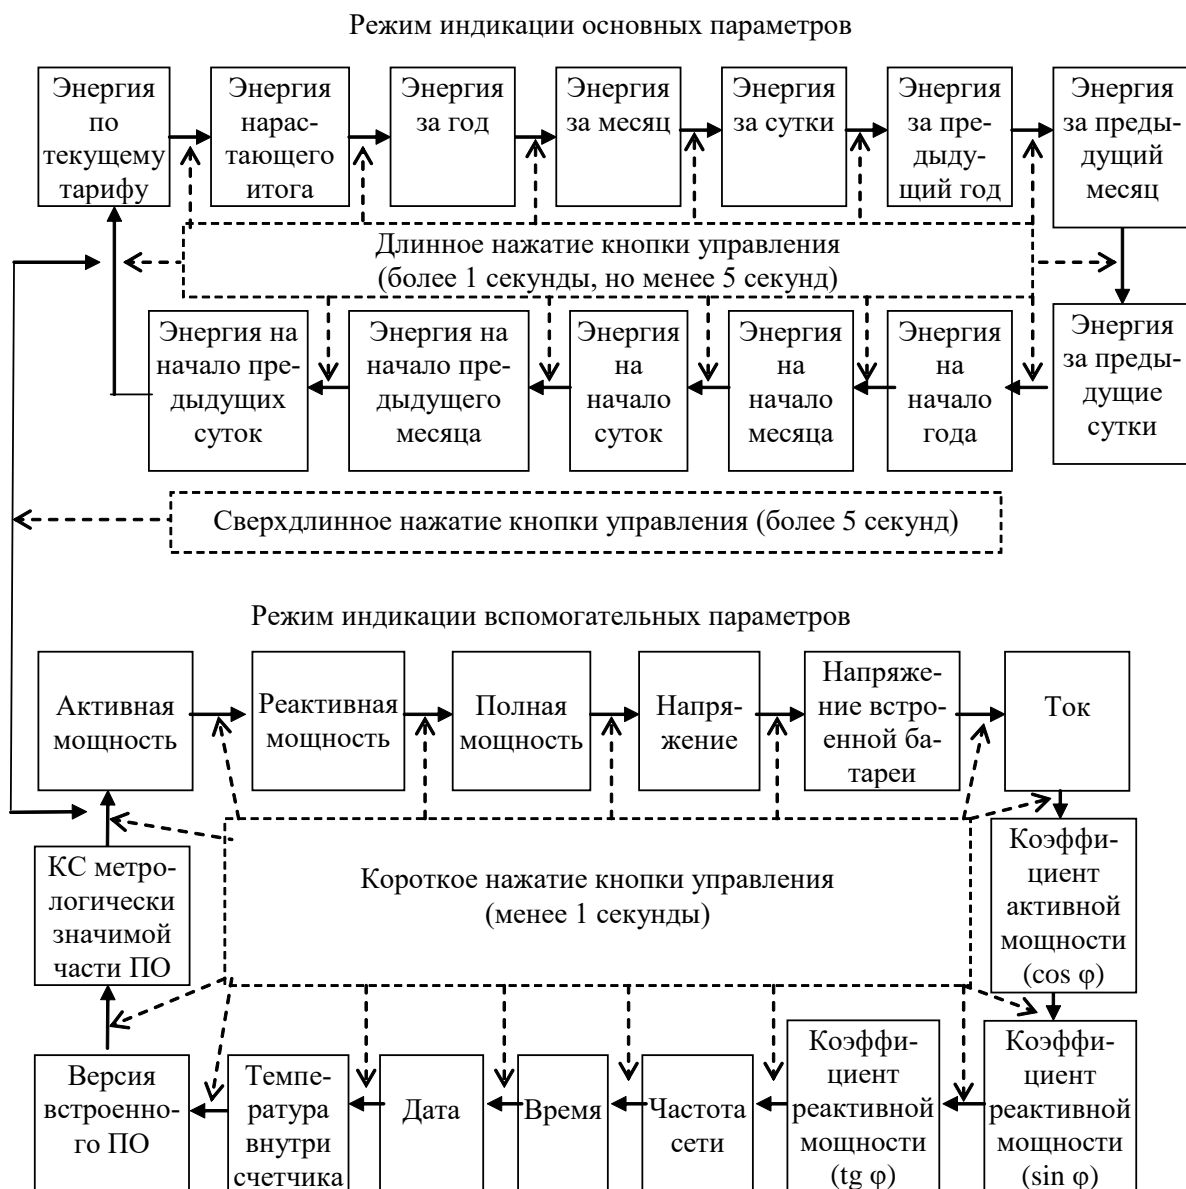 Режим индикации основных параметров
Энергия
по
текущему
тарифу
Энергия
нарас-
тающего
итога
Энергия
за год
Энергия
за месяц
Энергия
за сутки
Энергия
за пре-
дыду-
щий год
Энергия
за преды-
дущий
месяц
Длинное нажатие кнопки управления
(более 1 секунды, но менее 5 секунд)
Энергия на
начало пре-
дыдущих
суток
Энергия на
начало пре-
дыдущего
месяца
Энергия
на
начало
суток
Энергия
на
начало
месяца
Энергия
на
начало
года
Энергия
за преды-
дущие
сутки
Сверхдлинное нажатие кнопки управления (более 5 секунд)
Режим индикации вспомогательных параметров
Активная
мощность
Реактивная
мощность
Полная
мощность
Напря-
жение
Напряже-
ние встро-
енной ба-
тареи
Ток
КС метро-
логически
значимой
части ПО
Короткое нажатие кнопки управления
(менее 1 секунды)
Коэффи-
циент
активной
мощности
(cos φ)
Версия
встроенно-
го ПО
Темпе-
ратура
внутри
счетчика
Дата
Время
Частота
сети
Коэффи-
циент
реактивной
мощности
(tg φ)
Коэффи-
циент
реактивной
мощности
(sin φ)